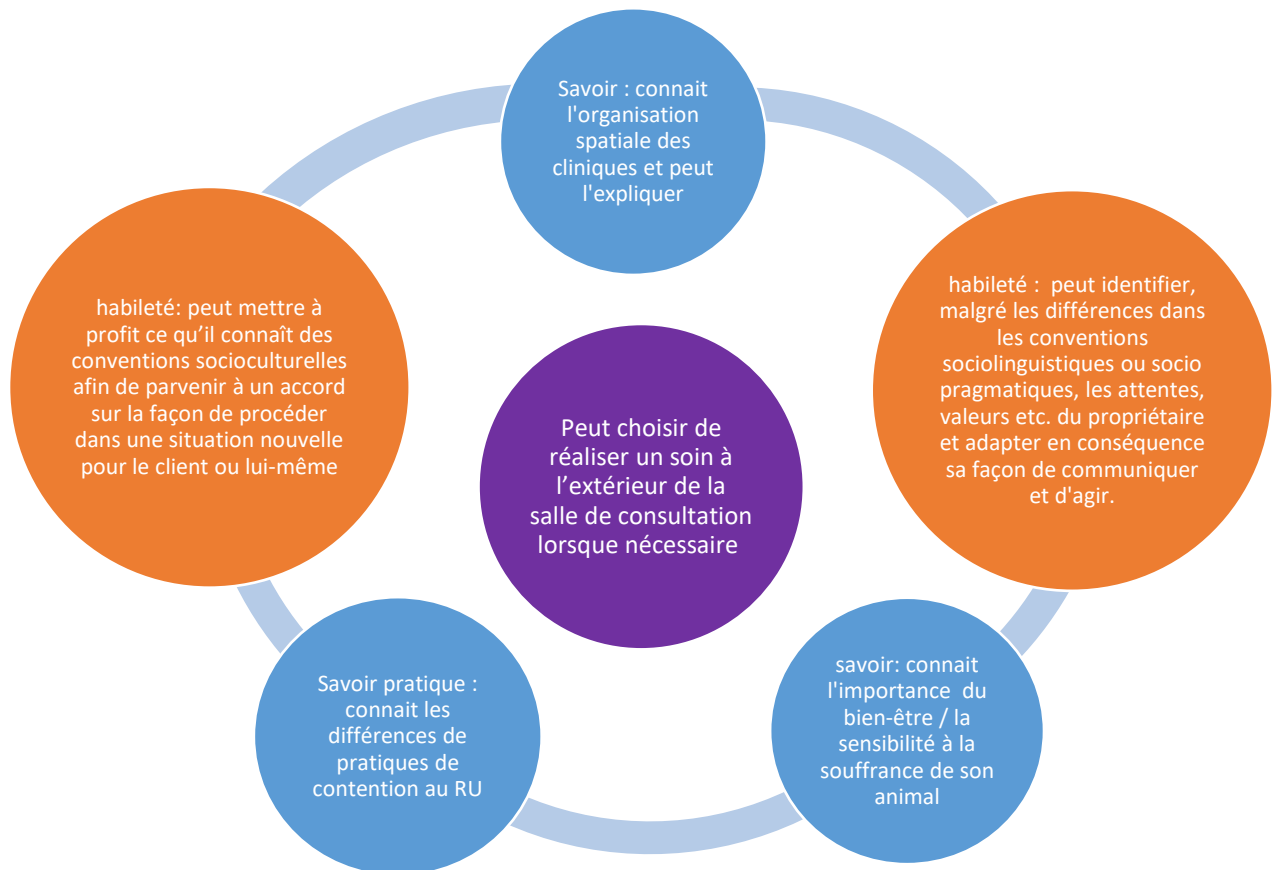 Savoir : connait
l'organisation
spatiale des
cliniques et peut
l'expliquer
habileté : peut identifier,
malgré les différences dans
les conventions
sociolinguistiques ou socio
pragmatiques, les attentes,
valeurs etc. du propriétaire
et adapter en conséquence
sa façon de communiquer
et d'agir.
savoir: connait
l'importance du
bien-être / la
sensibilité à la
souffrance de son
animal
Savoir pratique :
connait les
différences de
pratiques de
contention au RU
habileté: peut mettre à
profit ce qu’il connaît des
conventions socioculturelles
afin de parvenir à un accord
sur la façon de procéder
dans une situation nouvelle
pour le client ou lui-même
Peut choisir de
réaliser un soin à
l’extérieur de la
salle de consultation
lorsque nécessaire